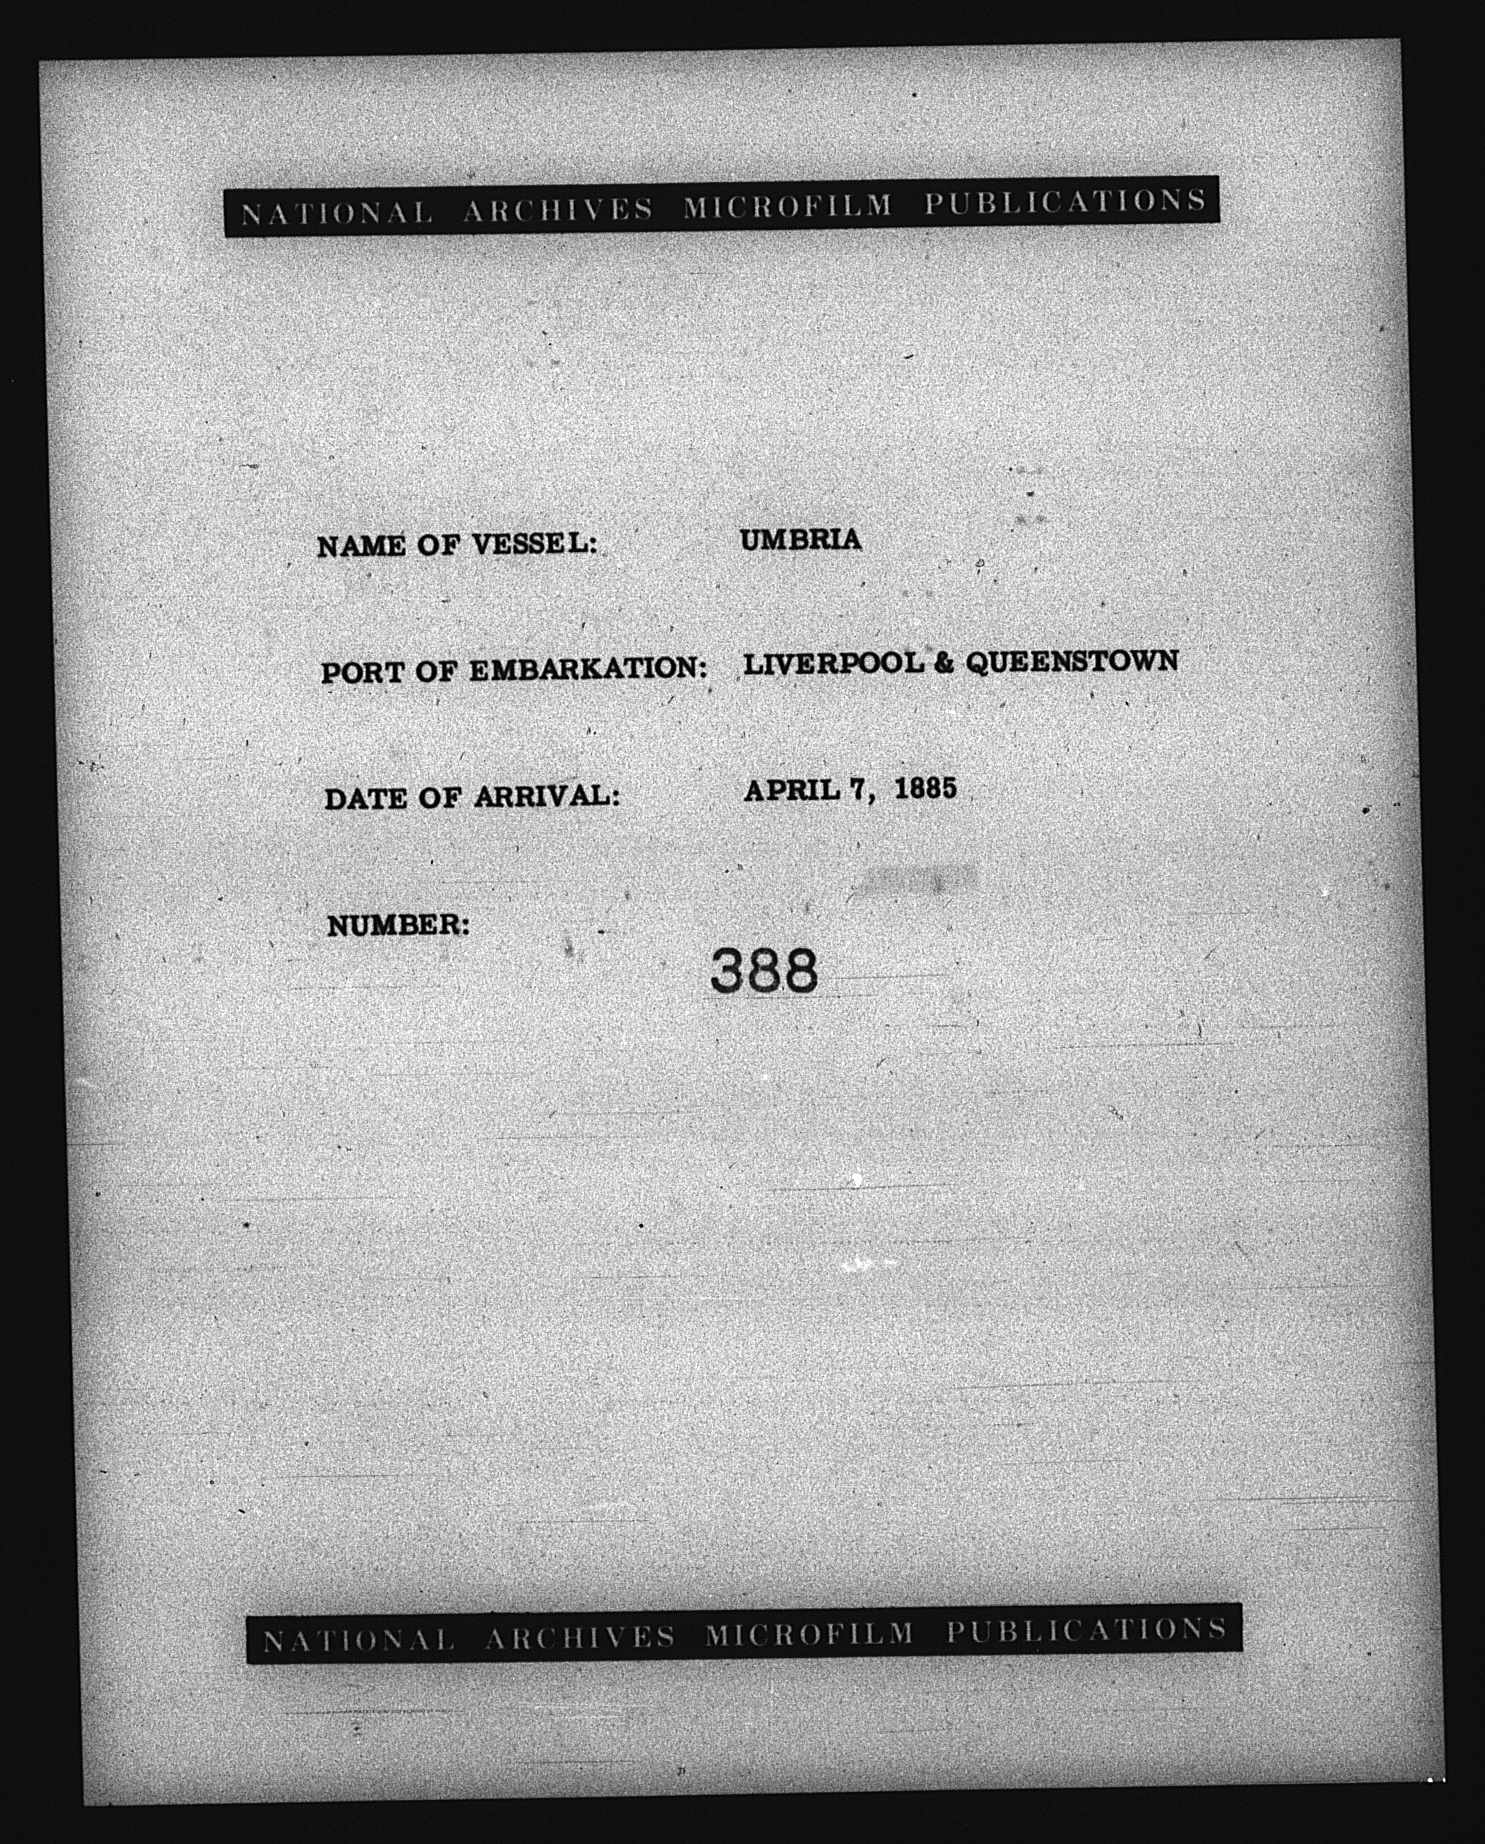 NATIONAL ARCHIVES MICROFILM PUBLICATIONS
NAME OF VESSEL: UMBRIA
PORT OF EMBARKATION: LIVERPOOL & QUEENSTOWN
DATE OF ARRIVAL: APRIL 7, 1885
NUMBER:
388
NATIONAL ARCHIVES MICROFILM PUBLICATIONS